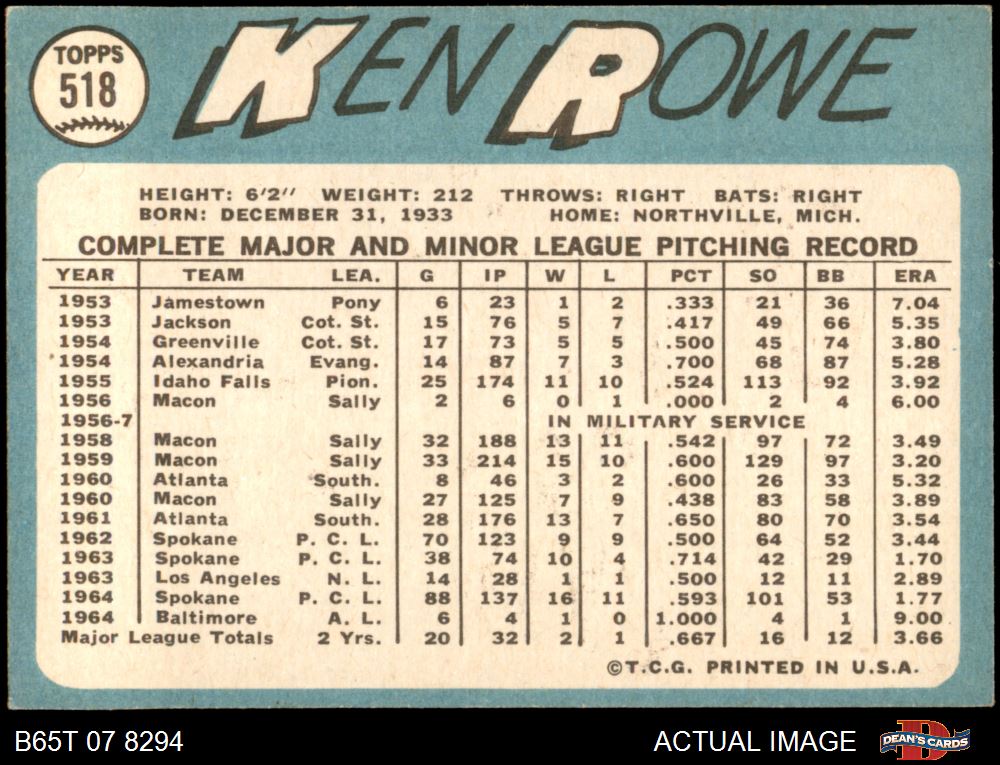 TOPPS
518
KEN ROWE
HEIGHT: 6'2" WEIGHT: 212 THROWS: RIGHT BATS: RIGHT
BORN: DECEMBER 31, 1933 HOME: NORTHVILLE, MICH.
COMPLETE MAJOR AND MINOR LEAGUE PITCHING RECORD
YEAR TEAM LEA. G IP W L PCT SO BB ERA
1953 Jamestown Pony 6 23 1 2 .333 21 36 7.04
1953 Jackson Cot. St. 15 76 5 7 .417 49 66 5.35
1954 Greenville Cot. St. 17 73 5 5 .500 45 74 3.80
1954 Alexandria Evang. 14 87 7 3 .700 68 87 5.28
1955 Idaho Falls Pion. 25 174 11 10 .524 113 92 3.92
1956 Macon Sally 2 6 0 1 .000 2 4 6.00
1956-7 IN MILITARY SERVICE
1958 Macon Sally 32 188 13 11 .542 97 72 3.49
1959 Macon Sally 33 214 15 10 .600 129 97 3.20
1960 Atlanta South. 8 46 3 2 .600 26 33 5.32
1960 Macon Sally 27 125 7 9 .438 83 58 3.89
1961 Atlanta South. 28 176 13 7 .650 80 70 3.54
1962 Spokane P. C. L. 70 123 9 9 .500 64 52 3.44
1963 Spokane P. C. L. 38 74 10 4 .714 42 29 1.70
1963 Los Angeles N. L. 14 28 1 1 .500 12 11 2.89
1964 Spokane P. C. L. 88 137 16 11 .593 101 53 1.77
1964 Baltimore A. L. 6 4 1 0 1.000 4 1 9.00
Major League Totals 2 Yrs. 20 32 2 1 .667 16 12 3.66
©T.C.G. PRINTED IN U.S.A.
B65T 07 8294 ACTUAL IMAGE D DEAN'S CARDS